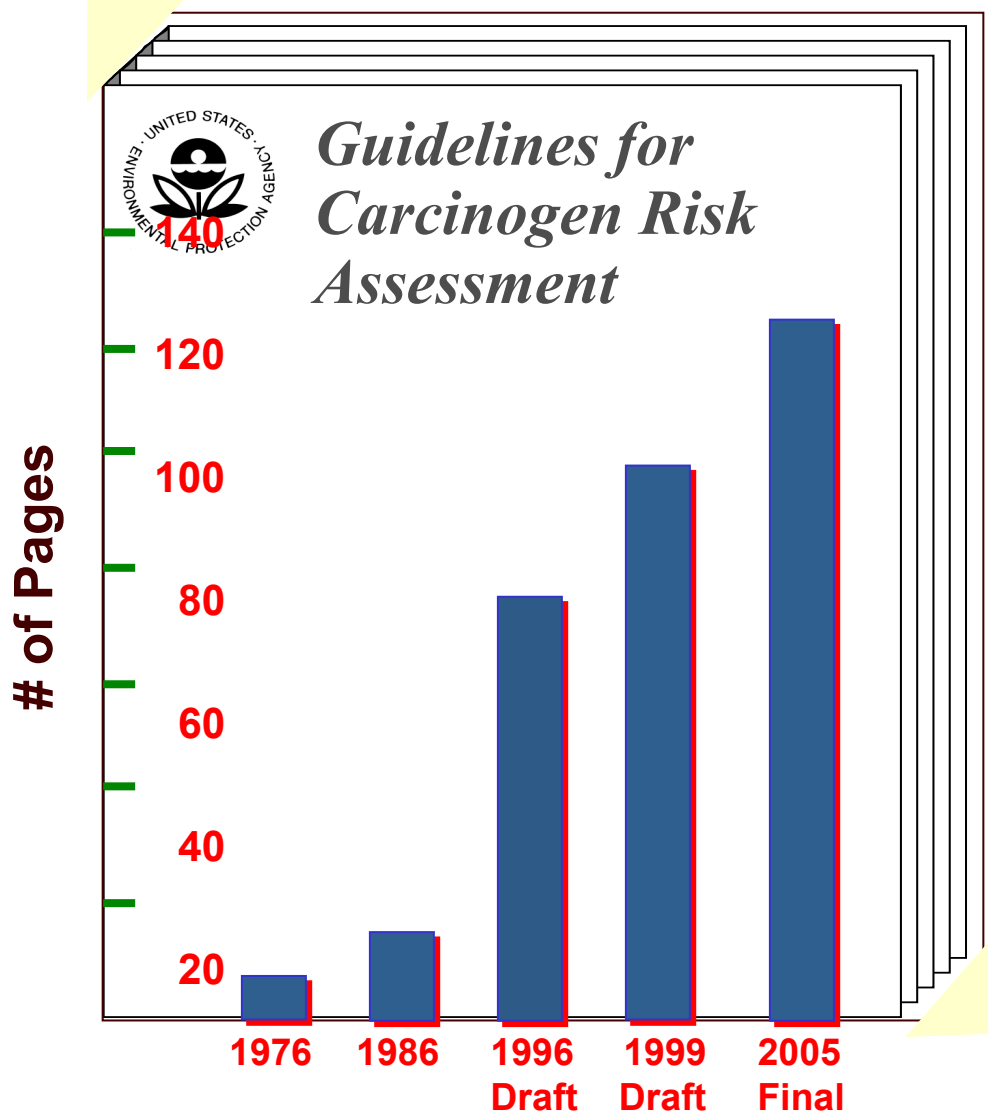 UNITED STATES · ENVIRONMENTAL PROTECTION AGENCY ·
Guidelines for
Carcinogen Risk
Assessment
# of Pages
140
120
100
80
60
40
20
1976 1986 1996 1999 2005
Draft Draft Final